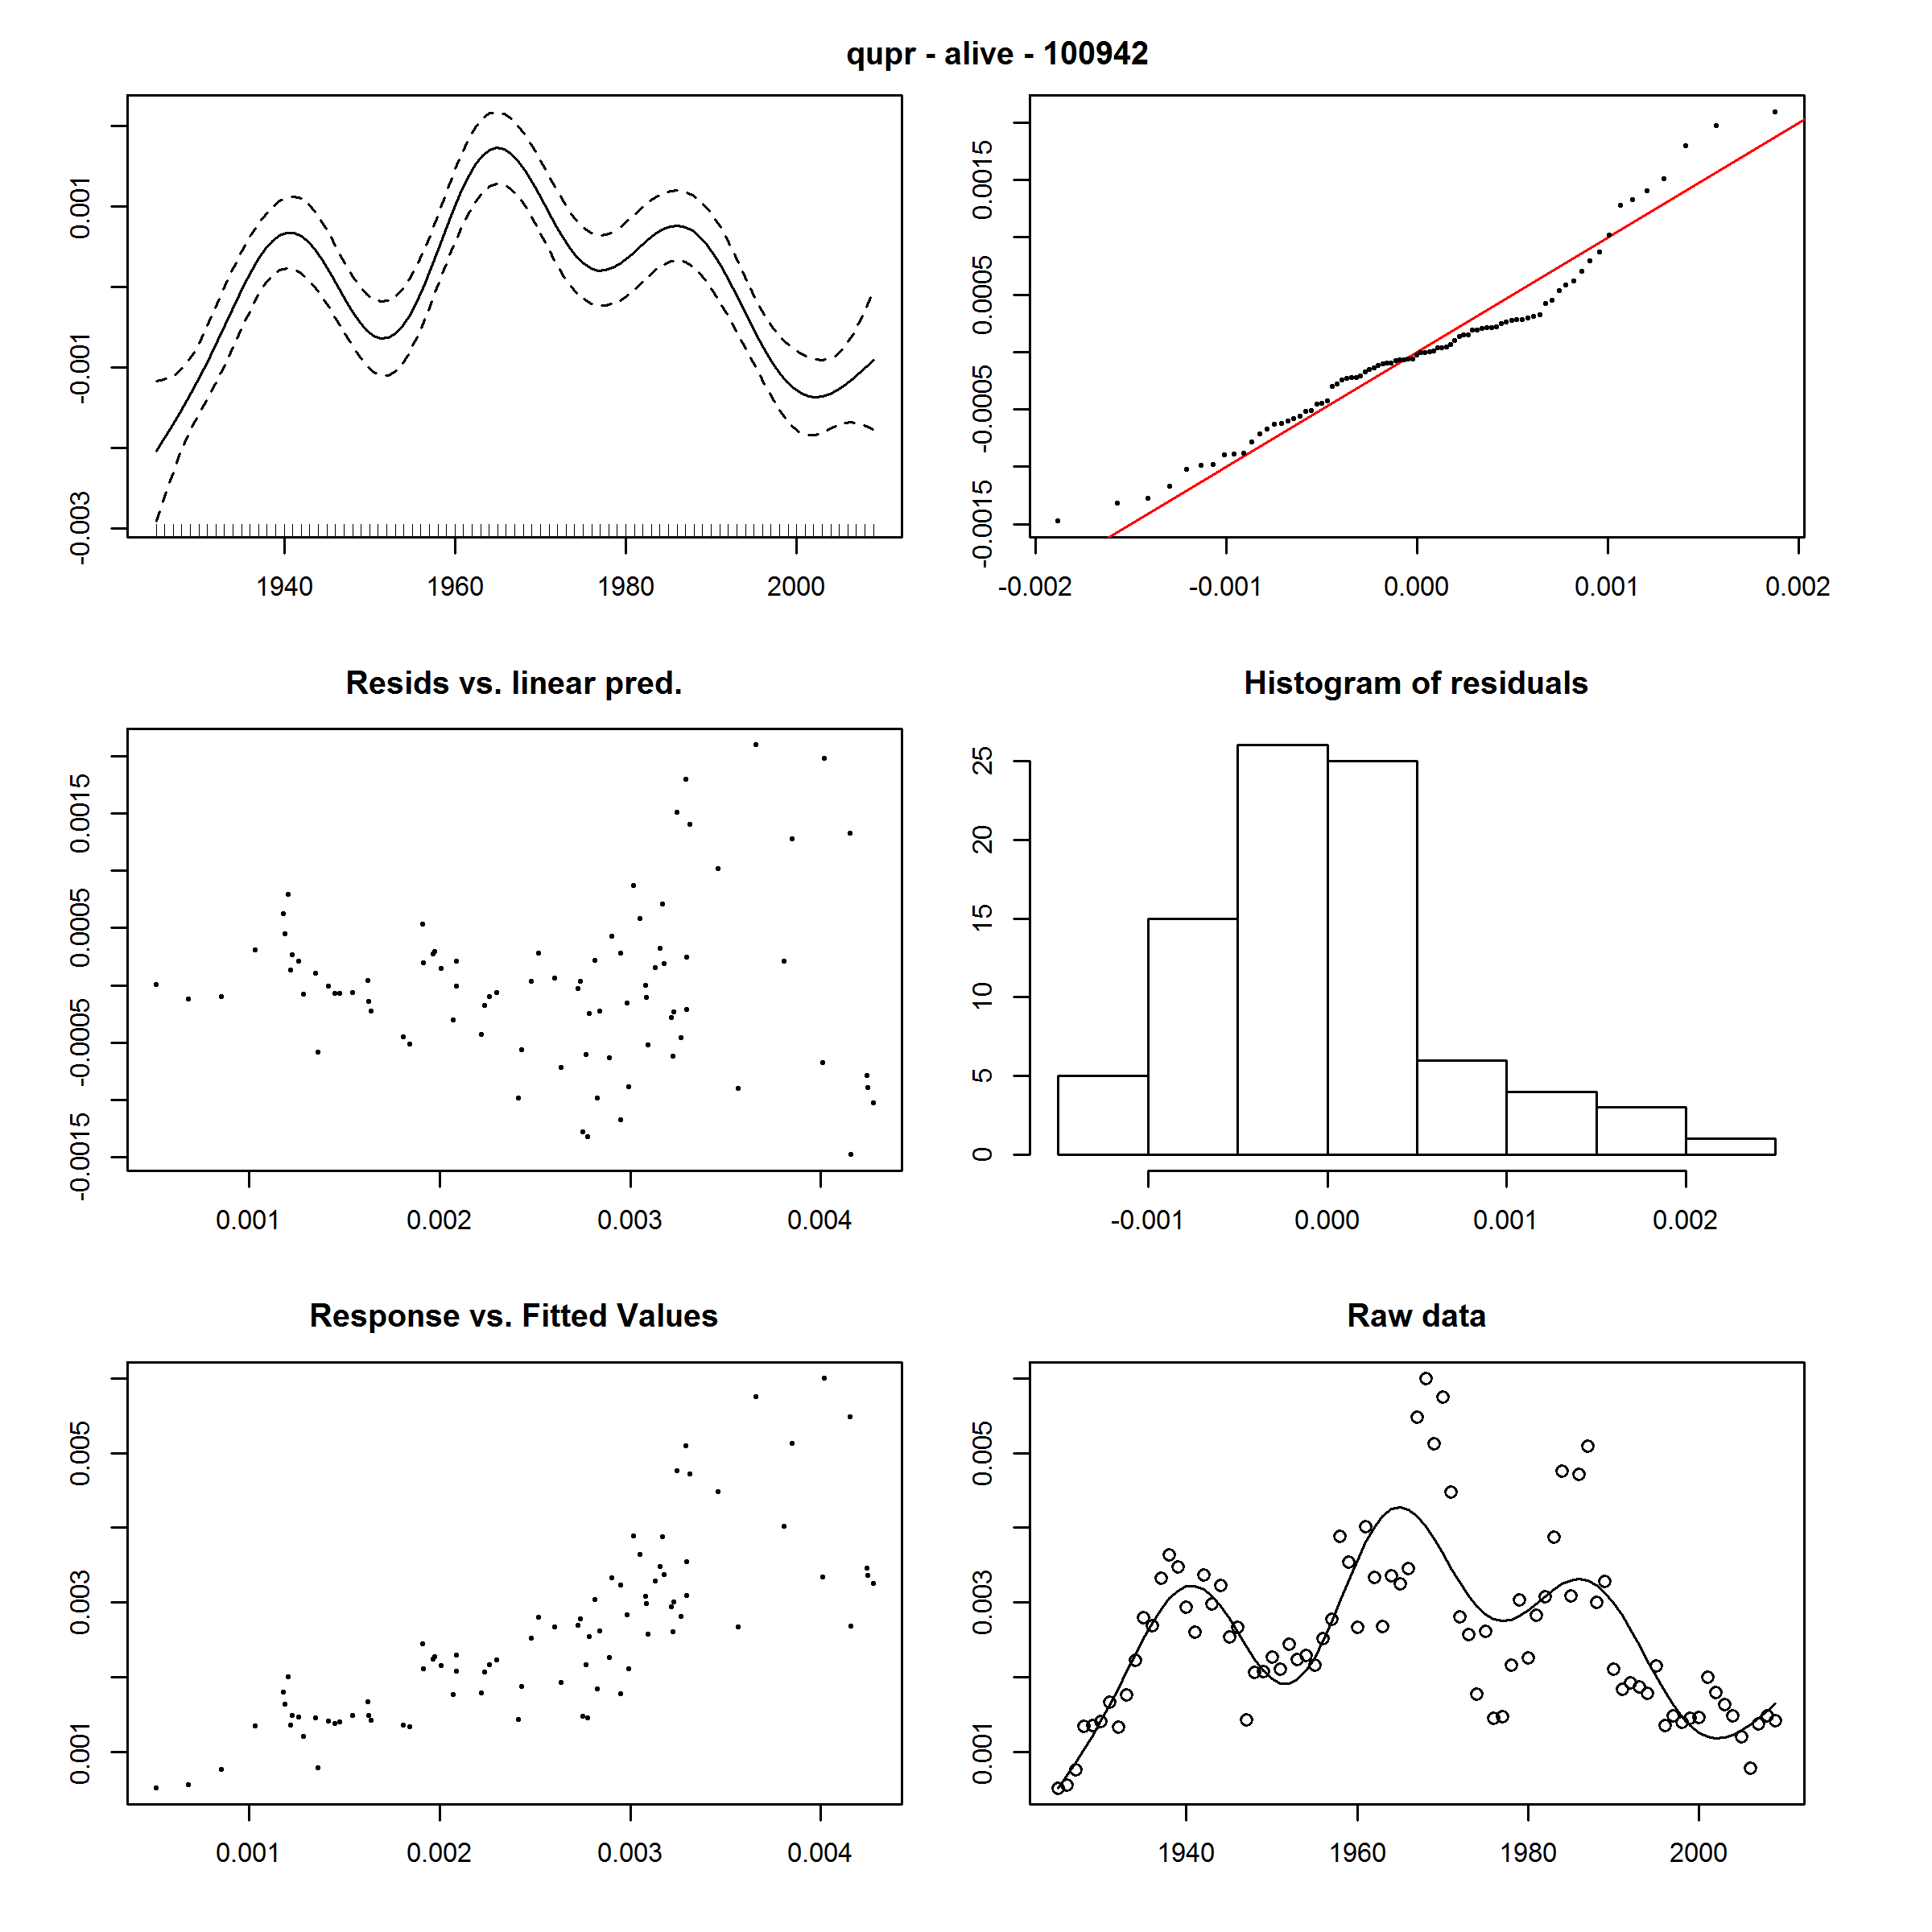 qupr - alive - 100942
-0.003 -0.001 0.001
1940 1960 1980 2000
-0.0015 -0.0005 0.0005 0.0015
-0.002 -0.001 0.000 0.001 0.002
Resids vs. linear pred.
-0.0015 -0.0005 0.0005 0.0015
0.001 0.002 0.003 0.004
Histogram of residuals
0 5 10 15 20 25
-0.001 0.000 0.001 0.002
Response vs. Fitted Values
0.001 0.003 0.005
0.001 0.002 0.003 0.004
Raw data
0.001 0.003 0.005
1940 1960 1980 2000